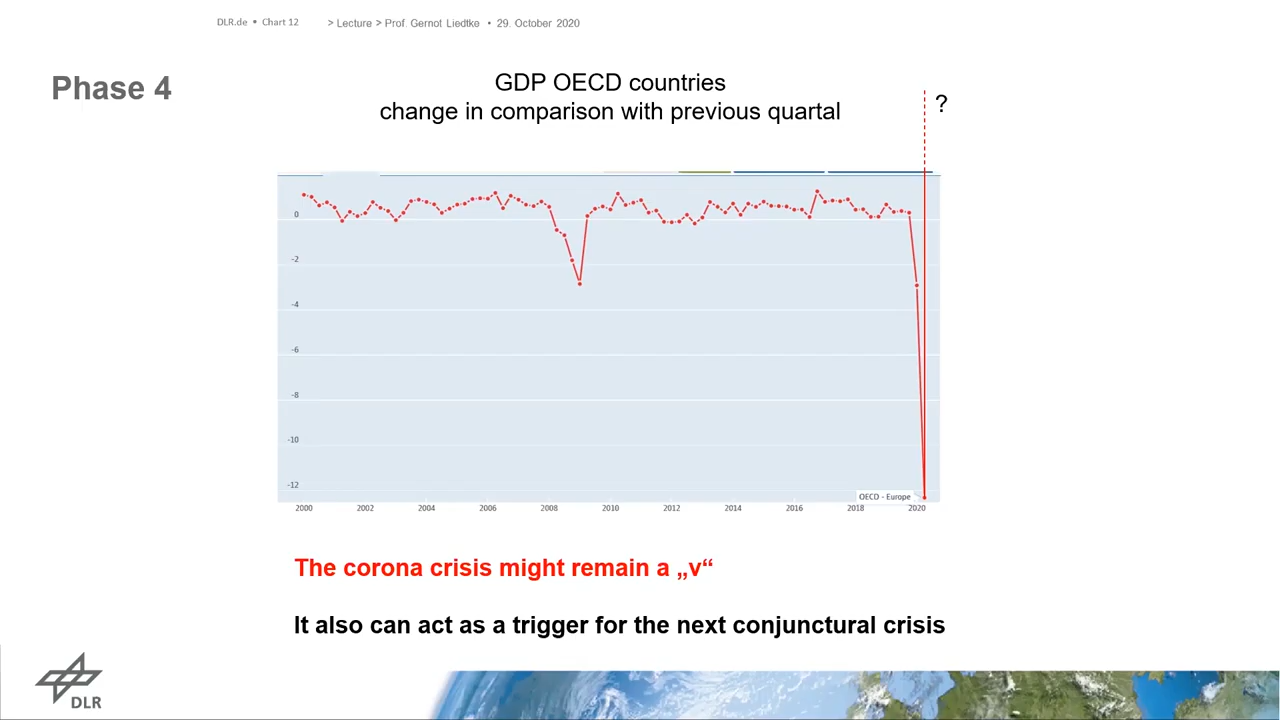 DLR.de • Chart 12 > Lecture > Prof. Gernot Liedtke • 29. October 2020
Phase 4
GDP OECD countries
change in comparison with previous quartal
?
0
-2
-4
-6
-8
-10
-12
OECD - Europe
2000 2002 2004 2006 2008 2010 2012 2014 2016 2018 2020
The corona crisis might remain a „v“
It also can act as a trigger for the next conjunctural crisis
DLR